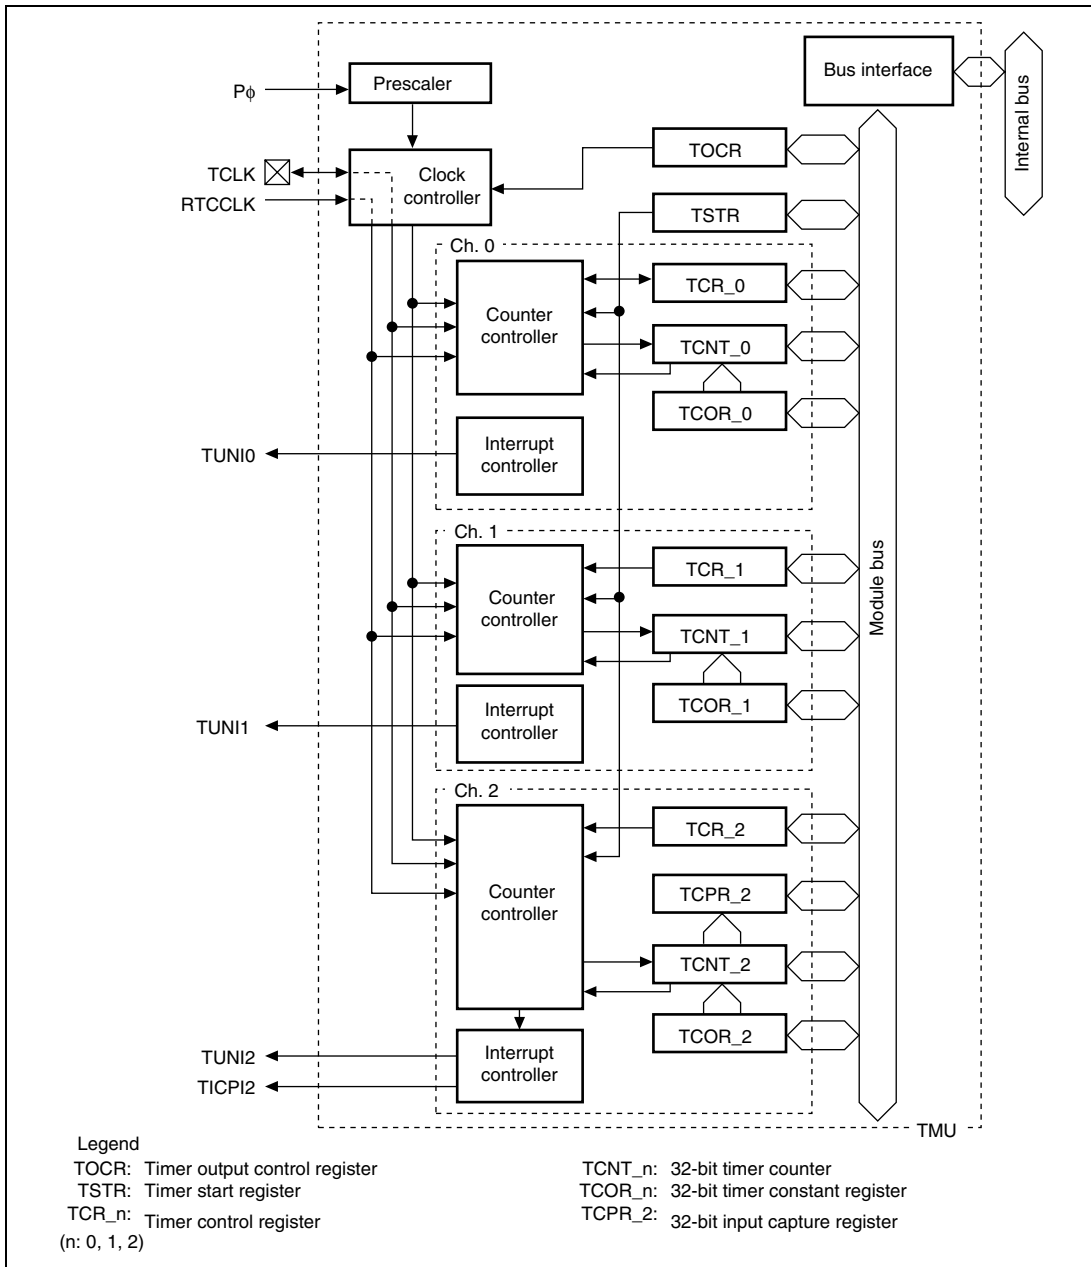 Bus interface
Internal bus
Pϕ
Prescaler
TCLK
RTCCLK
Clock
controller
TOCR
TSTR
Ch. 0
Counter
controller
TCR_0
TCNT_0
TCOR_0
TUNI0
Interrupt
controller
Module bus
Ch. 1
Counter
controller
TCR_1
TCNT_1
TCOR_1
TUNI1
Interrupt
controller
Ch. 2
Counter
controller
TCR_2
TCPR_2
TCNT_2
TCOR_2
TUNI2
TICPI2
Interrupt
controller
TMU
Legend
TOCR: Timer output control register
TSTR: Timer start register
TCR_n: Timer control register
(n: 0, 1, 2)
TCNT_n: 32-bit timer counter
TCOR_n: 32-bit timer constant register
TCPR_2: 32-bit input capture register